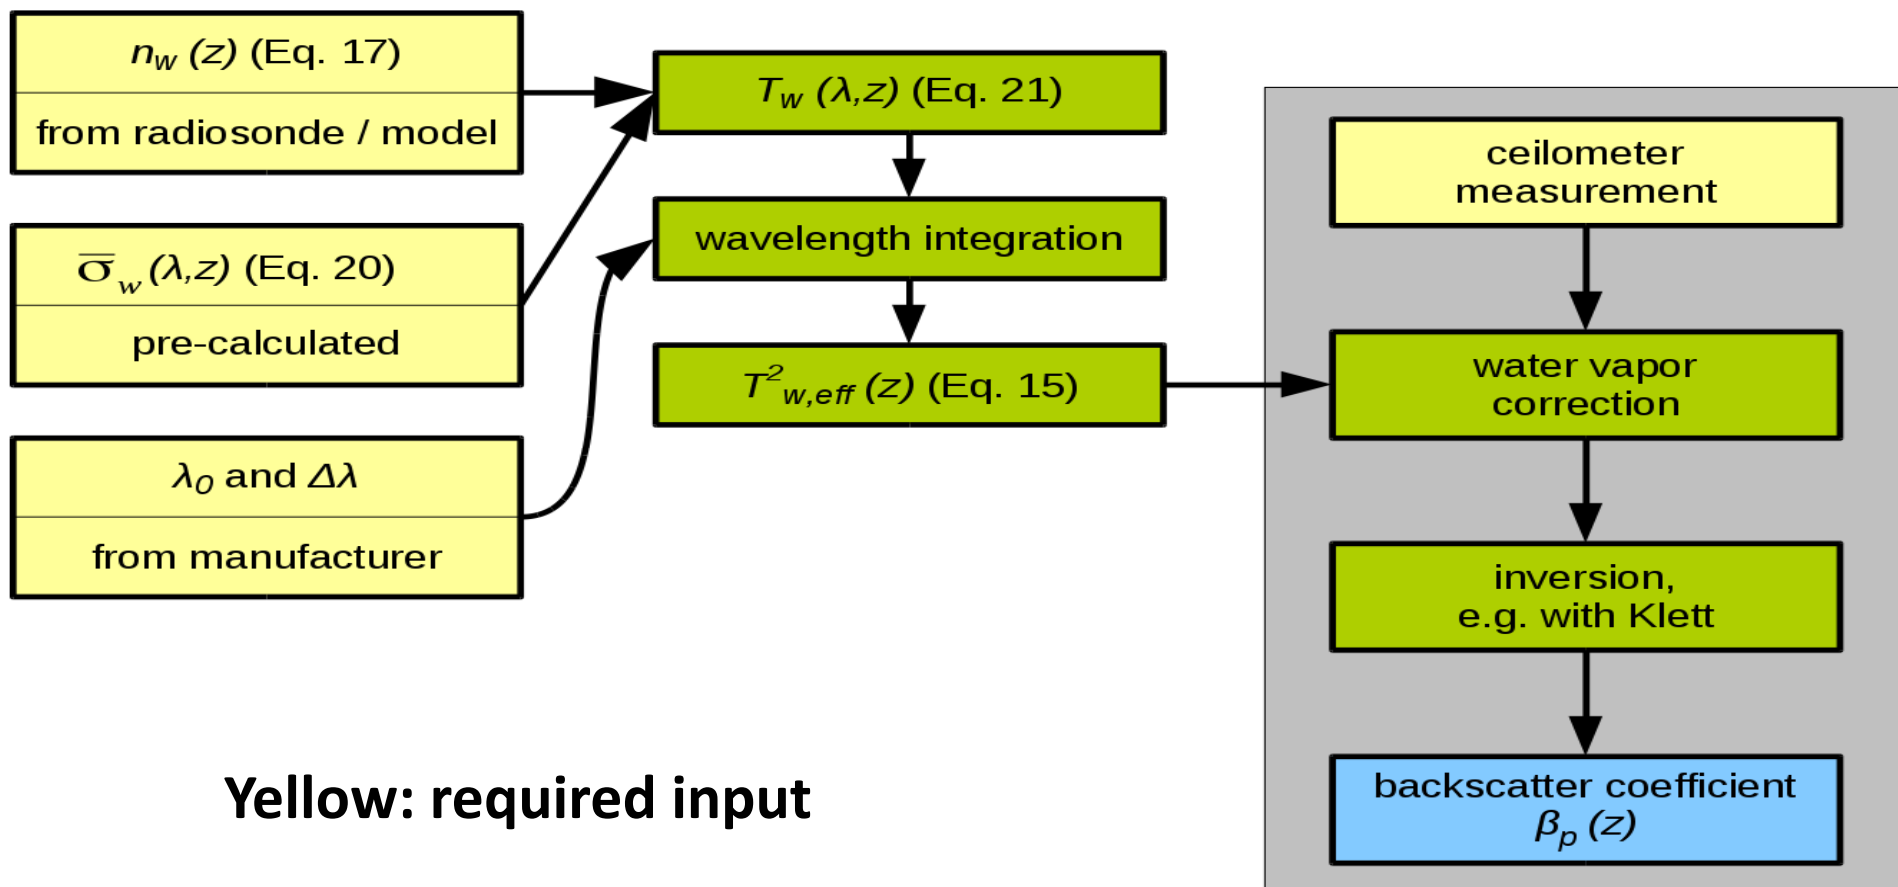 n_w (z) (Eq. 17)
from radiosonde / model
σ̅_w (λ,z) (Eq. 20)
pre-calculated
λ_0 and Δλ
from manufacturer
T_w (λ,z) (Eq. 21)
wavelength integration
T²_w,eff (z) (Eq. 15)
ceilometer
measurement
water vapor
correction
inversion,
e.g. with Klett
backscatter coefficient
β_p (z)
Yellow: required input